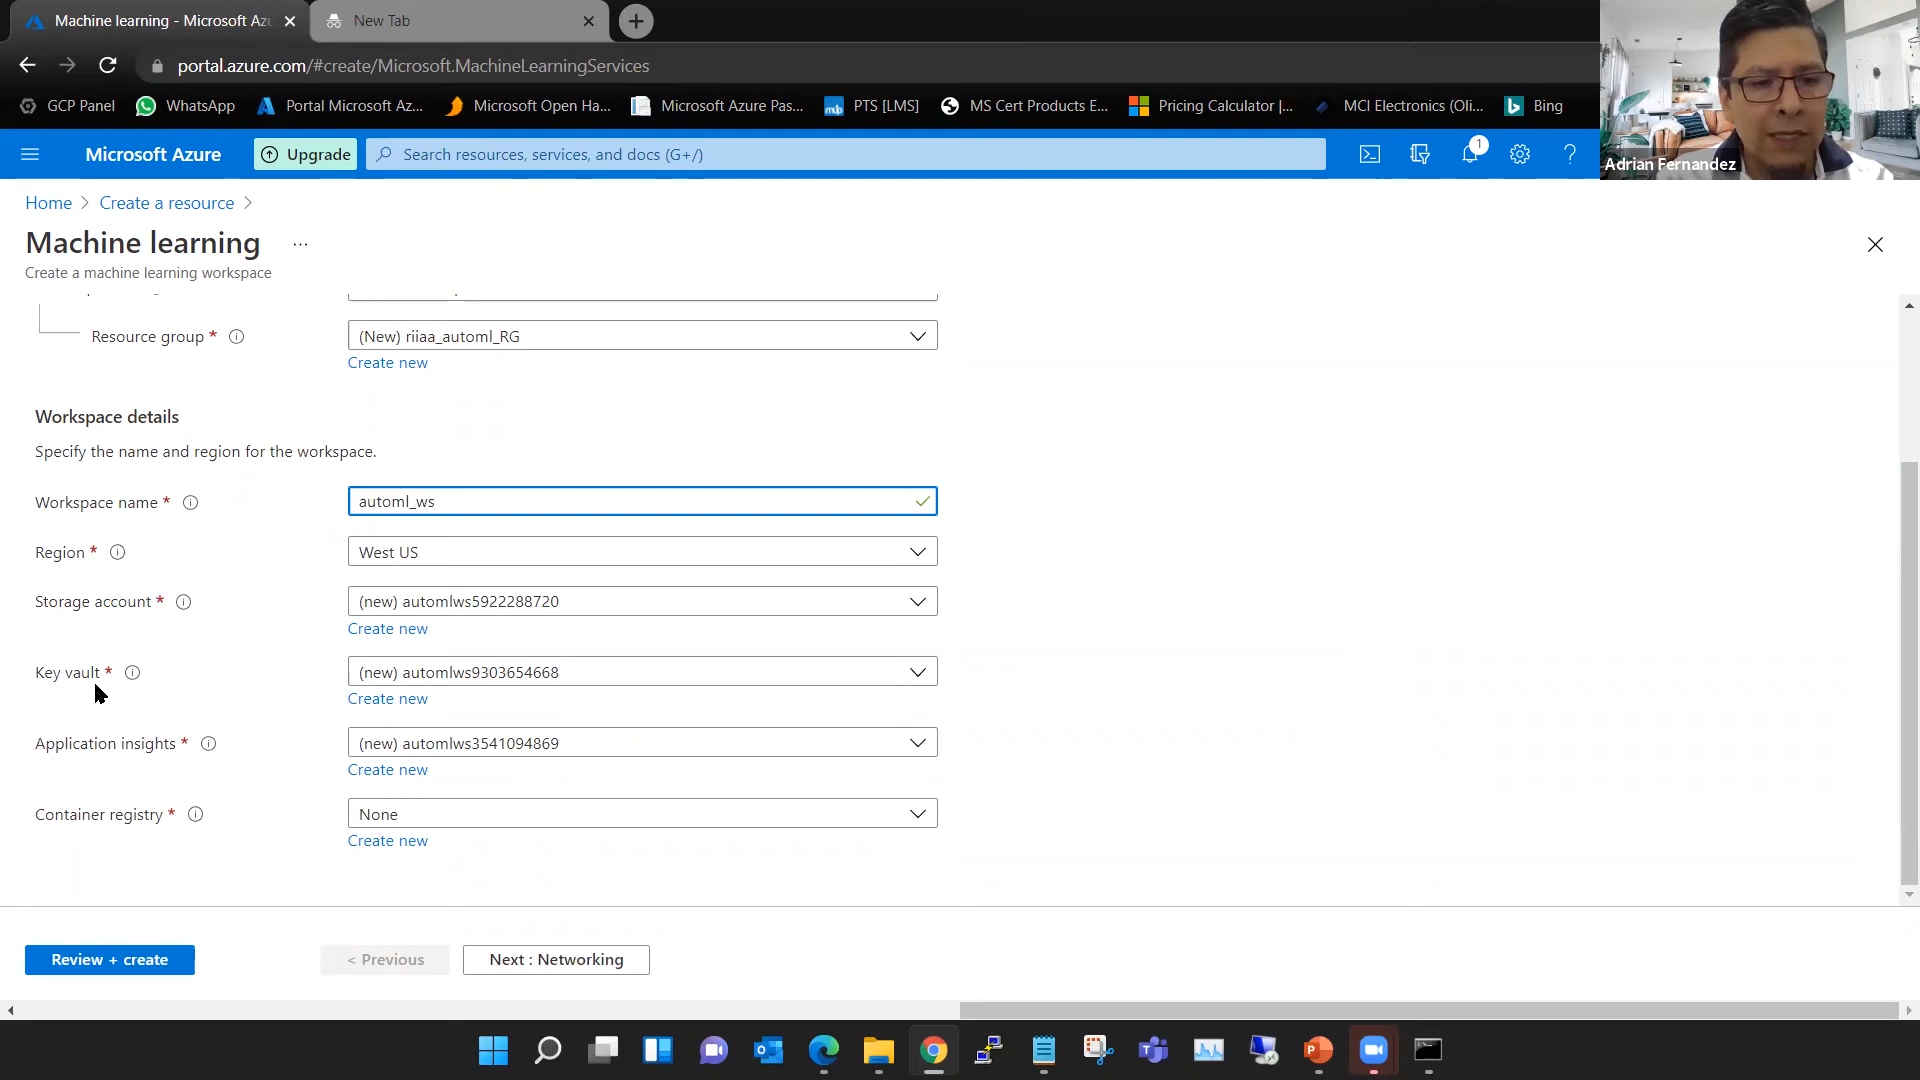 Machine learning - Microsoft Azu
New Tab
portal.azure.com/#create/Microsoft.MachineLearningServices
GCP Panel
WhatsApp
Portal Microsoft Az...
Microsoft Open Ha...
Microsoft Azure Pas...
PTS [LMS]
MS Cert Products E...
Pricing Calculator |...
MCI Electronics (Oli...
Bing
Microsoft Azure
Upgrade
Search resources, services, and docs (G+/)
1
Adrian Fernandez
Home > Create a resource >
Machine learning ...
Create a machine learning workspace
Resource group *
(New) riiaa_automl_RG
Create new
Workspace details
Specify the name and region for the workspace.
Workspace name *
automl_ws
Region *
West US
Storage account *
(new) automlws5922288720
Create new
Key vault *
(new) automlws9303654668
Create new
Application insights *
(new) automlws3541094869
Create new
Container registry *
None
Create new
Review + create
< Previous
Next : Networking